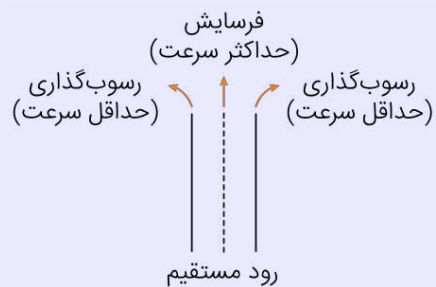 فرسایش
(حداکثر سرعت)
رسوب‌گذاری
(حداقل سرعت)
رسوب‌گذاری
(حداقل سرعت)
رود مستقیم